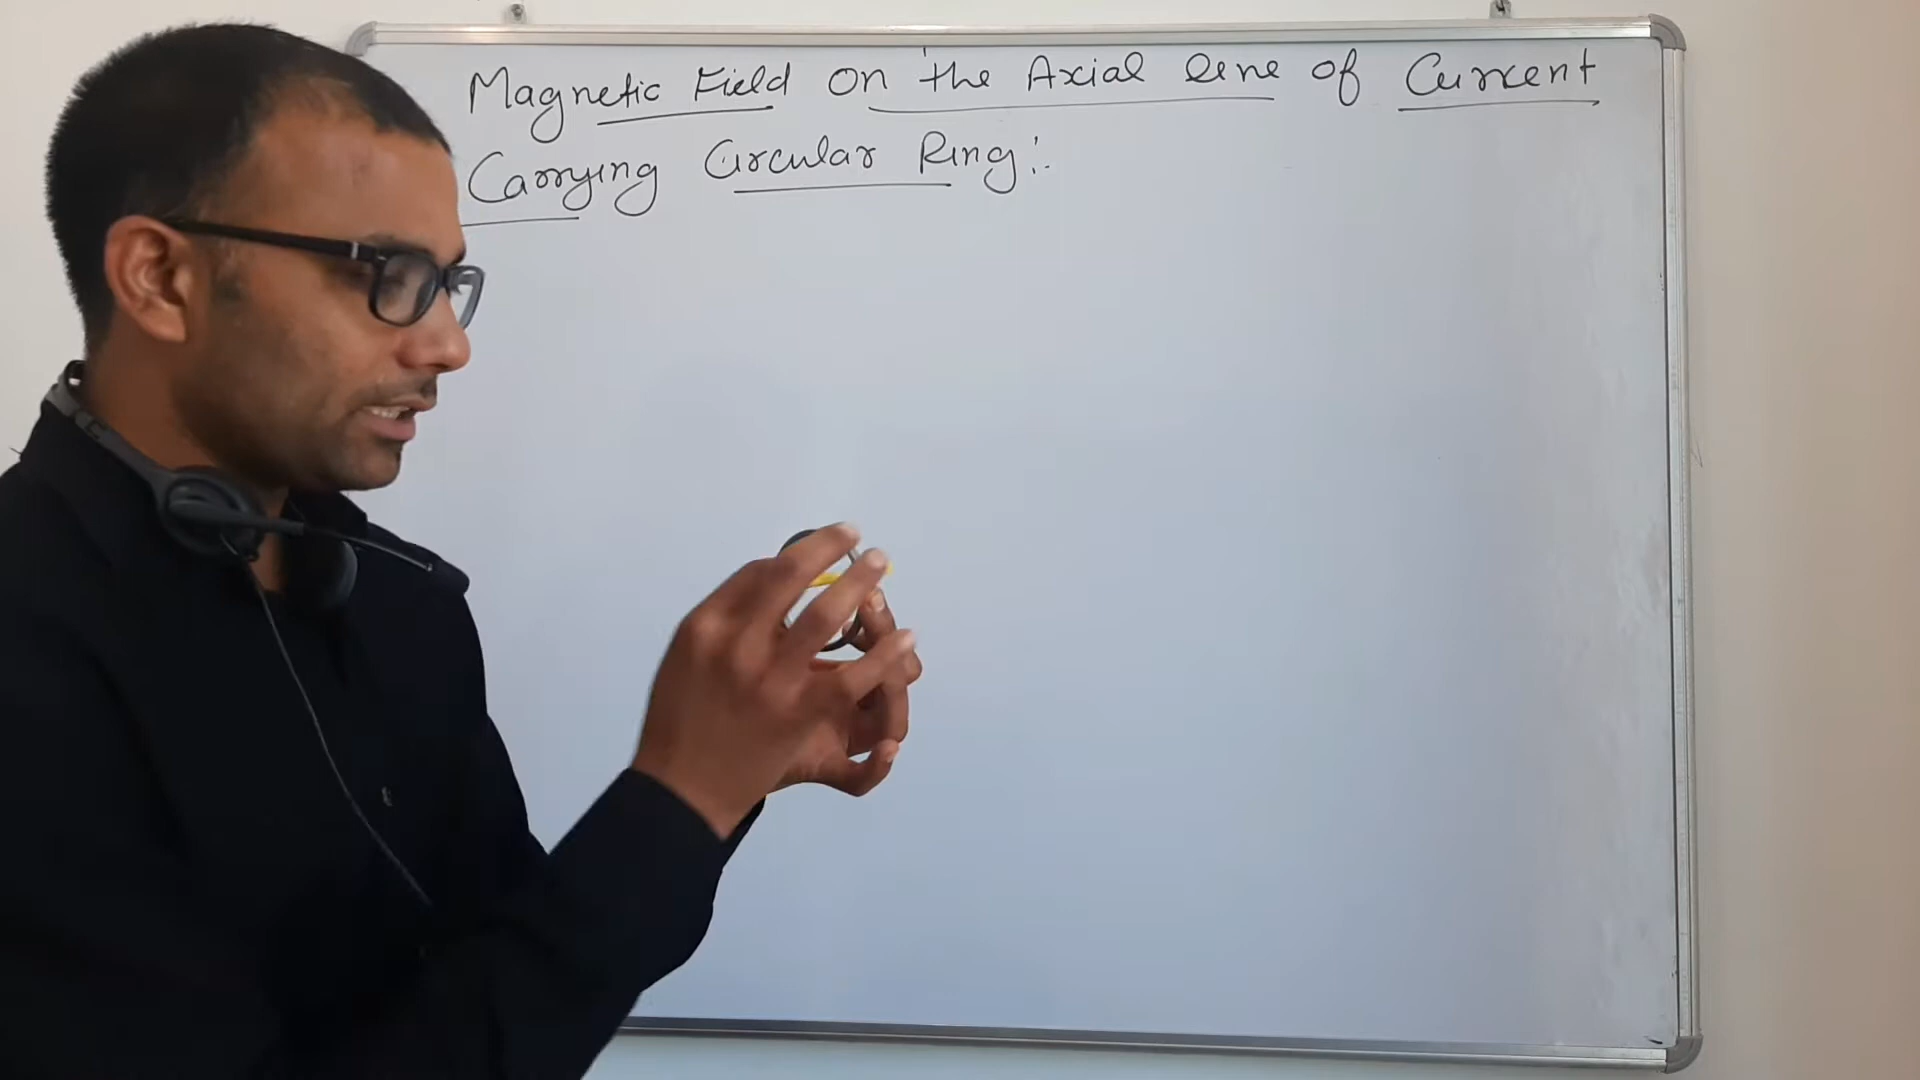 Magnetic Field on the Axial line of Current
Carrying Circular Ring:-